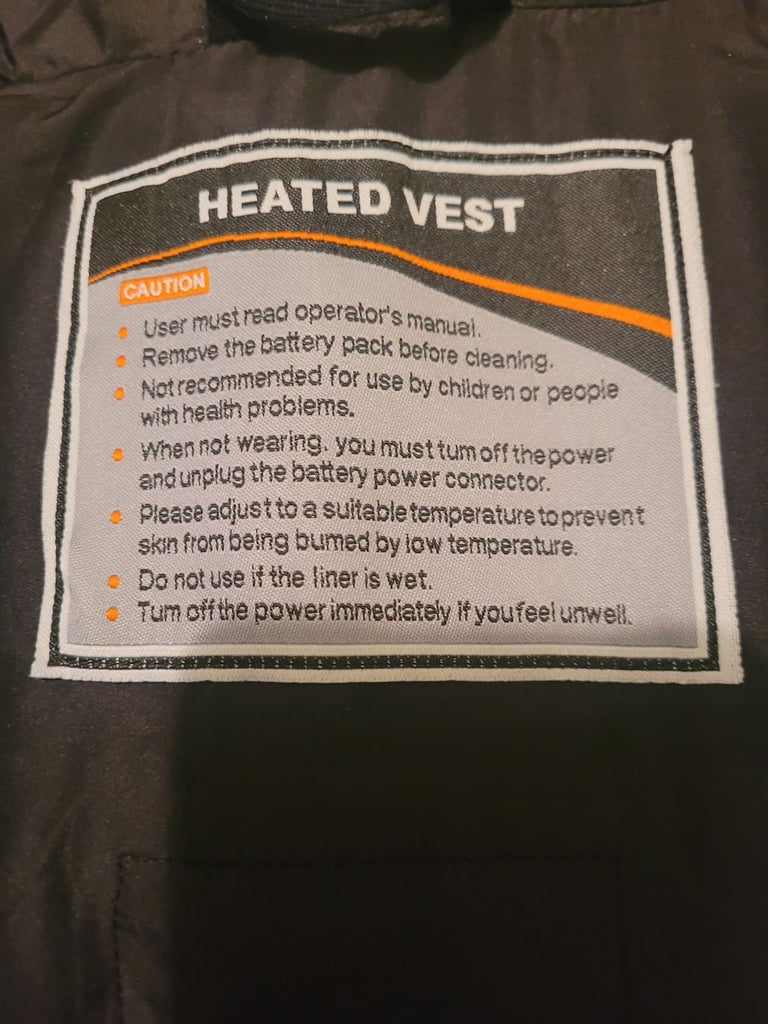 HEATED VEST
CAUTION
• User must read operator's manual.
• Remove the battery pack before cleaning.
• Not recommended for use by children or people
with health problems.
• When not wearing. you must turn off the power
and unplug the battery power connector.
• Please adjust to a suitable temperature to prevent
skin from being burned by low temperature.
• Do not use if the liner is wet.
• Turn off the power immediately if you feel unwell.